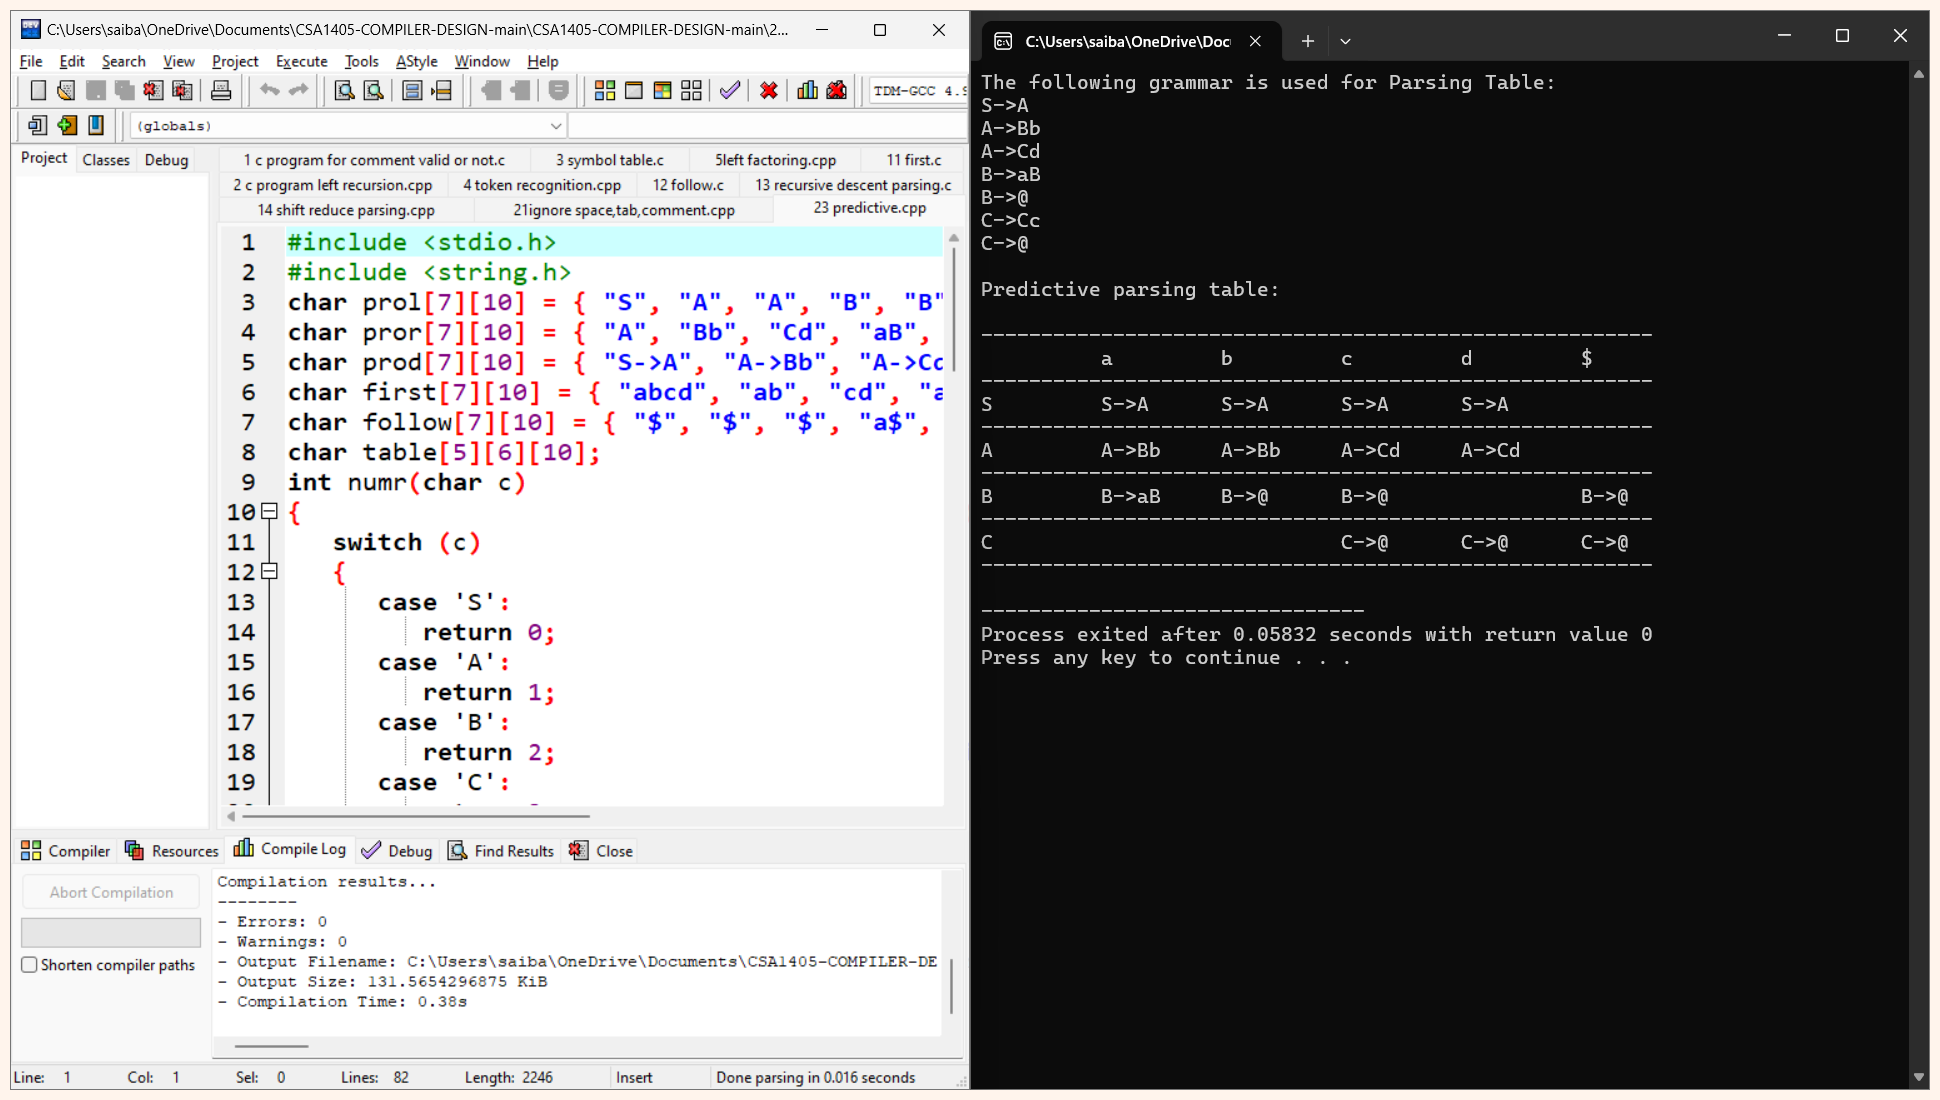 C:\Users\saiba\OneDrive\Documents\CSA1405-COMPILER-DESIGN-main\CSA1405-COMPILER-DESIGN-main\2...
File Edit Search View Project Execute Tools AStyle Window Help
TDM-GCC 4.9
(globals)
Project Classes Debug
1 c program for comment valid or not.c 3 symbol table.c 5left factoring.cpp 11 first.c
2 c program left recursion.cpp 4 token recognition.cpp 12 follow.c 13 recursive descent parsing.c
14 shift reduce parsing.cpp 21ignore space,tab,comment.cpp 23 predictive.cpp
1 #include <stdio.h>
2 #include <string.h>
3 char prol[7][10] = { "S", "A", "A", "B", "B"
4 char pror[7][10] = { "A", "Bb", "Cd", "aB",
5 char prod[7][10] = { "S->A", "A->Bb", "A->Cd
6 char first[7][10] = { "abcd", "ab", "cd", "a
7 char follow[7][10] = { "$", "$", "$", "a$",
8 char table[5][6][10];
9 int numr(char c)
10 {
11 switch (c)
12 {
13 case 'S':
14 return 0;
15 case 'A':
16 return 1;
17 case 'B':
18 return 2;
19 case 'C':
Compiler Resources Compile Log Debug Find Results Close
Abort Compilation
Shorten compiler paths
Compilation results...
--------
- Errors: 0
- Warnings: 0
- Output Filename: C:\Users\saiba\OneDrive\Documents\CSA1405-COMPILER-DE
- Output Size: 131.5654296875 KiB
- Compilation Time: 0.38s
Line: 1 Col: 1 Sel: 0 Lines: 82 Length: 2246 Insert Done parsing in 0.016 seconds
C:\Users\saiba\OneDrive\Doc
The following grammar is used for Parsing Table:
S->A
A->Bb
A->Cd
B->aB
B->@
C->Cc
C->@
Predictive parsing table:
--------------------------------------------------------
a b c d $
--------------------------------------------------------
S S->A S->A S->A S->A
--------------------------------------------------------
A A->Bb A->Bb A->Cd A->Cd
--------------------------------------------------------
B B->aB B->@ B->@ B->@
--------------------------------------------------------
C C->@ C->@ C->@
--------------------------------------------------------
--------------------------------
Process exited after 0.05832 seconds with return value 0
Press any key to continue . . .